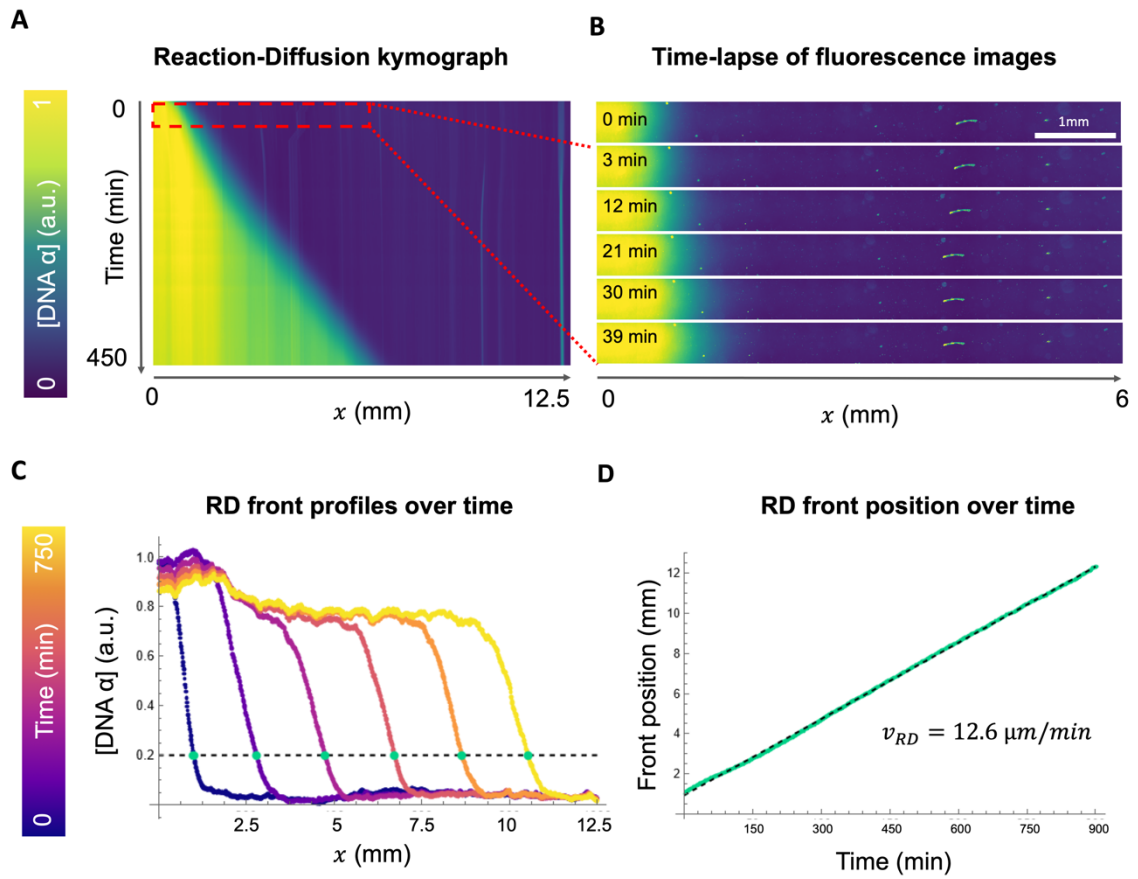 A
Reaction-Diffusion kymograph
1
[DNA α] (a.u.)
0
0
Time (min)
450
0
12.5
x (mm)
B
Time-lapse of fluorescence images
0 min
1mm
3 min
12 min
21 min
30 min
39 min
0
6
x (mm)
C
RD front profiles over time
750
Time (min)
0
[DNA α] (a.u.)
1.0
0.8
0.6
0.4
0.2
2.5
5
7.5
10
12.5
x (mm)
D
RD front position over time
Front position (mm)
12
10
8
6
4
2
v_RD = 12.6 μm/min
150
300
450
600
750
900
Time (min)